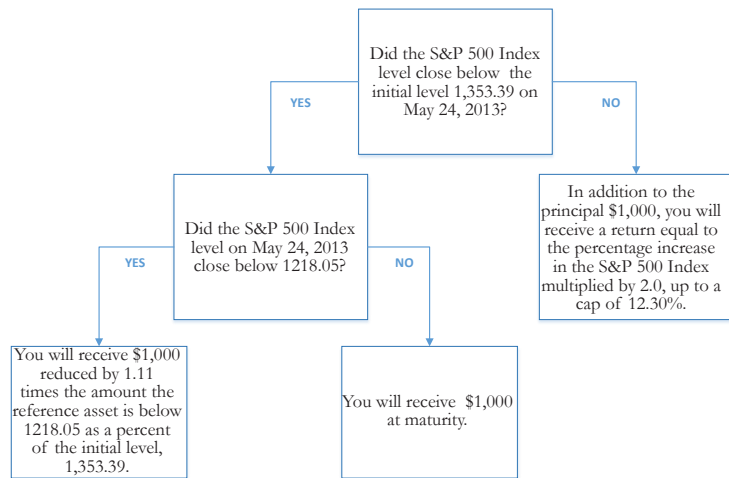 Did the S&P 500 Index
level close below the
initial level 1,353.39 on
May 24, 2013?
YES
NO
Did the S&P 500 Index
level on May 24, 2013
close below 1218.05?
In addition to the
principal $1,000, you will
receive a return equal to
the percentage increase
in the S&P 500 Index
multiplied by 2.0, up to a
cap of 12.30%.
YES
NO
You will receive $1,000
reduced by 1.11
times the amount the
reference asset is below
1218.05 as a percent
of the initial level,
1,353.39.
You will receive $1,000
at maturity.